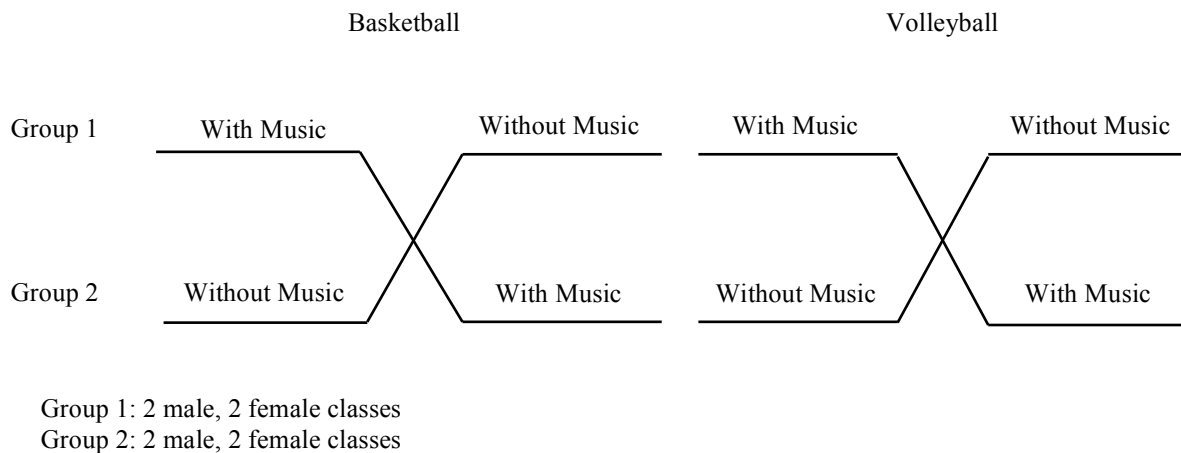 Basketball Volleyball
Group 1 With Music Without Music With Music Without Music
Group 2 Without Music With Music Without Music With Music
Group 1: 2 male, 2 female classes
Group 2: 2 male, 2 female classes